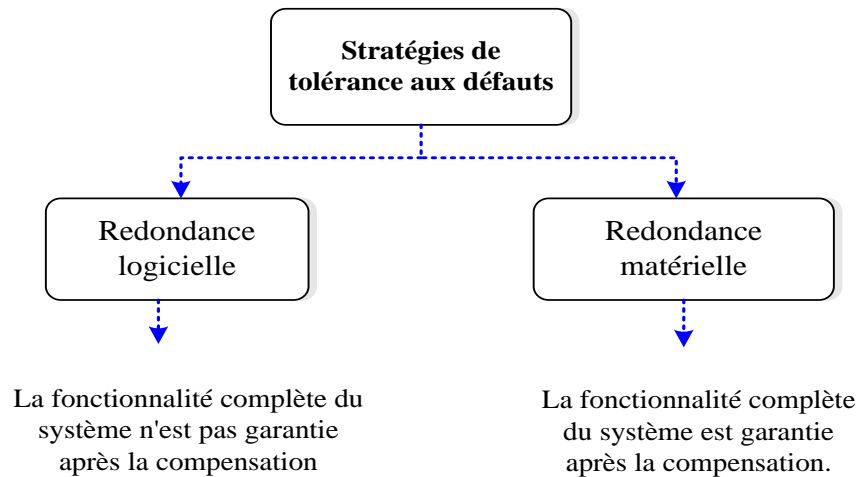 Stratégies de
tolérance aux défauts
Redondance
logicielle
Redondance
matérielle
La fonctionnalité complète du
système n'est pas garantie
après la compensation
La fonctionnalité complète
du système est garantie
après la compensation.